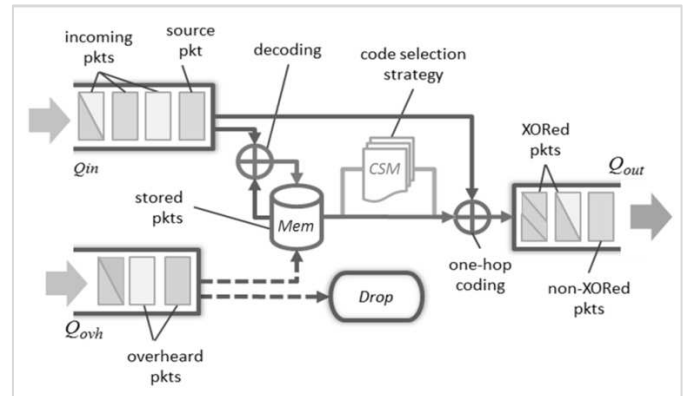 incoming
pkts
source
pkt
decoding
code selection
strategy
Qin
CSM
XORed
pkts
Qout
stored
pkts
Mem
one-hop
coding
non-XORed
pkts
Drop
Qovh
overheard
pkts